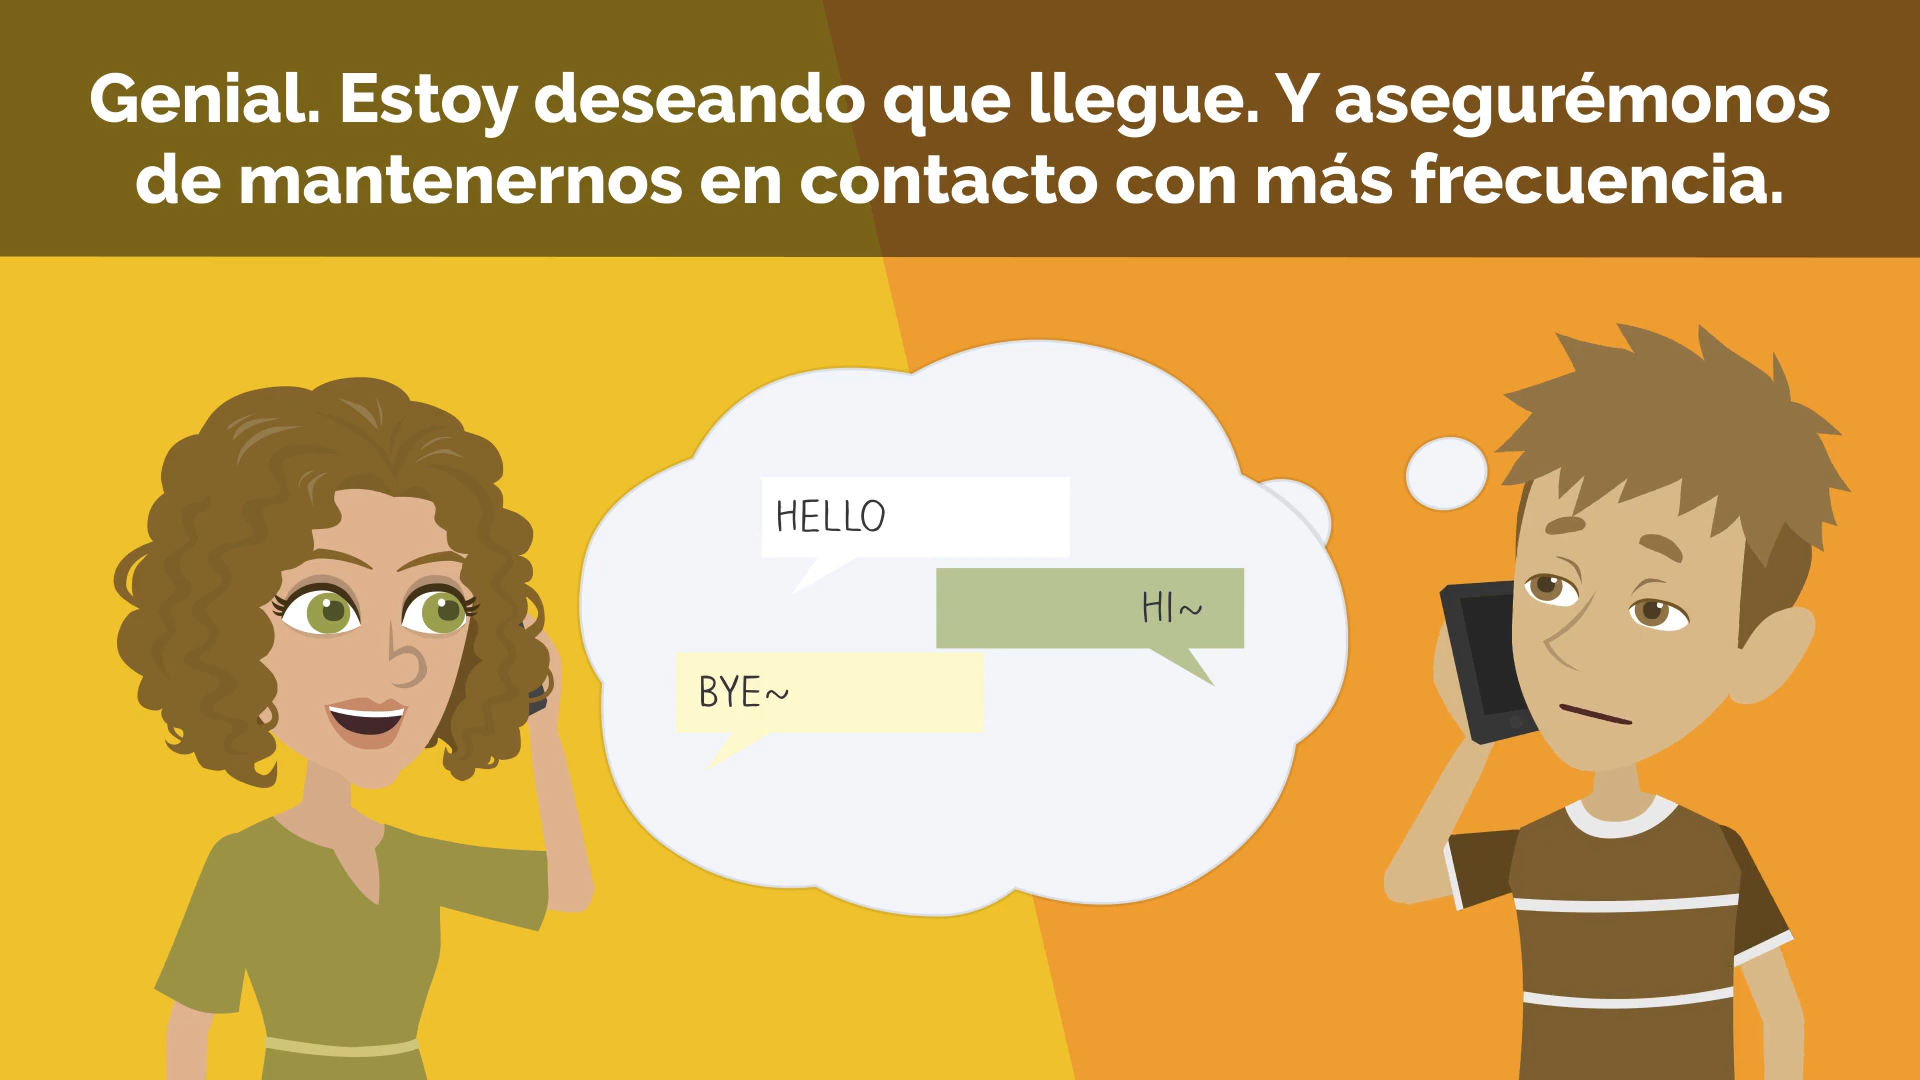 Genial. Estoy deseando que llegue. Y asegurémonos
de mantenernos en contacto con más frecuencia.
HELLO
HI~
BYE~